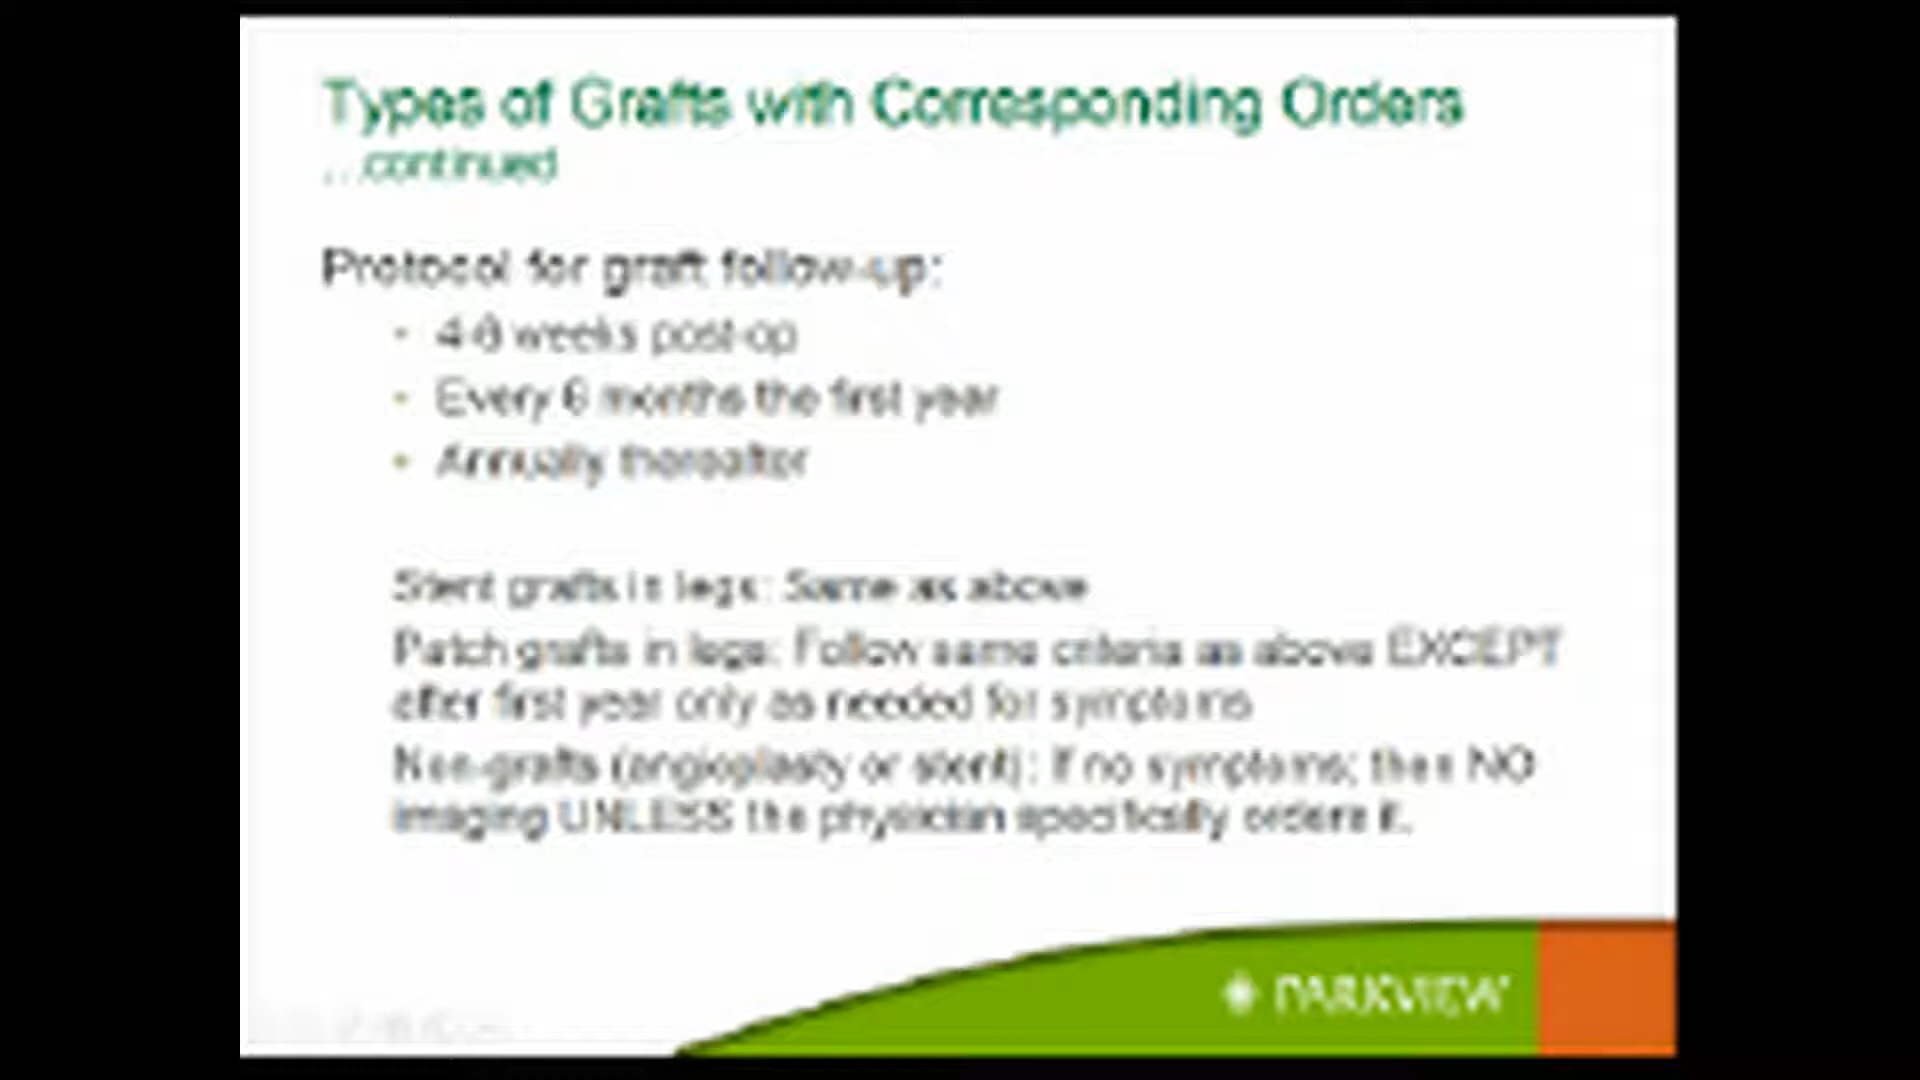 Types of Grafts with Corresponding Orders
...continued
Protocol for graft follow-up:
• 4-8 weeks post-op
• Every 6 months the first year
• Annually thereafter
Stent grafts in legs: Same as above
Patch grafts in legs: Follow same criteria as above EXCEPT
after first year only as needed for symptoms
Non-grafts (angioplasty or stent): If no symptoms; then NO
imaging UNLESS the physician specifically orders it.
PARKVIEW